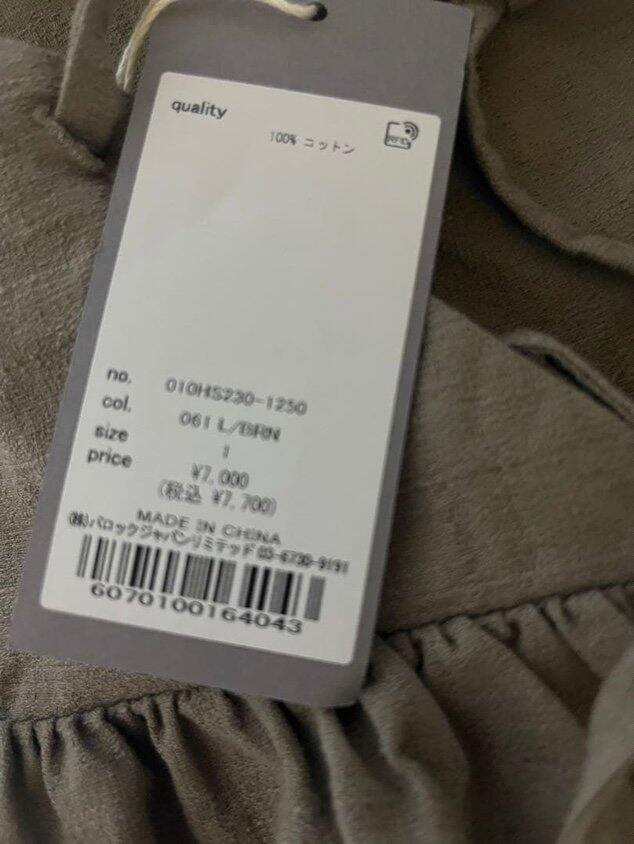 quality
100% コットン
RFID
no. 010HS230-1250
col. 061 L/BRN
size 1
price ¥7,000
(税込 ¥7,700)
MADE IN CHINA
(株)バロックジャパンリミテッド 03-6730-9191
6070100164043